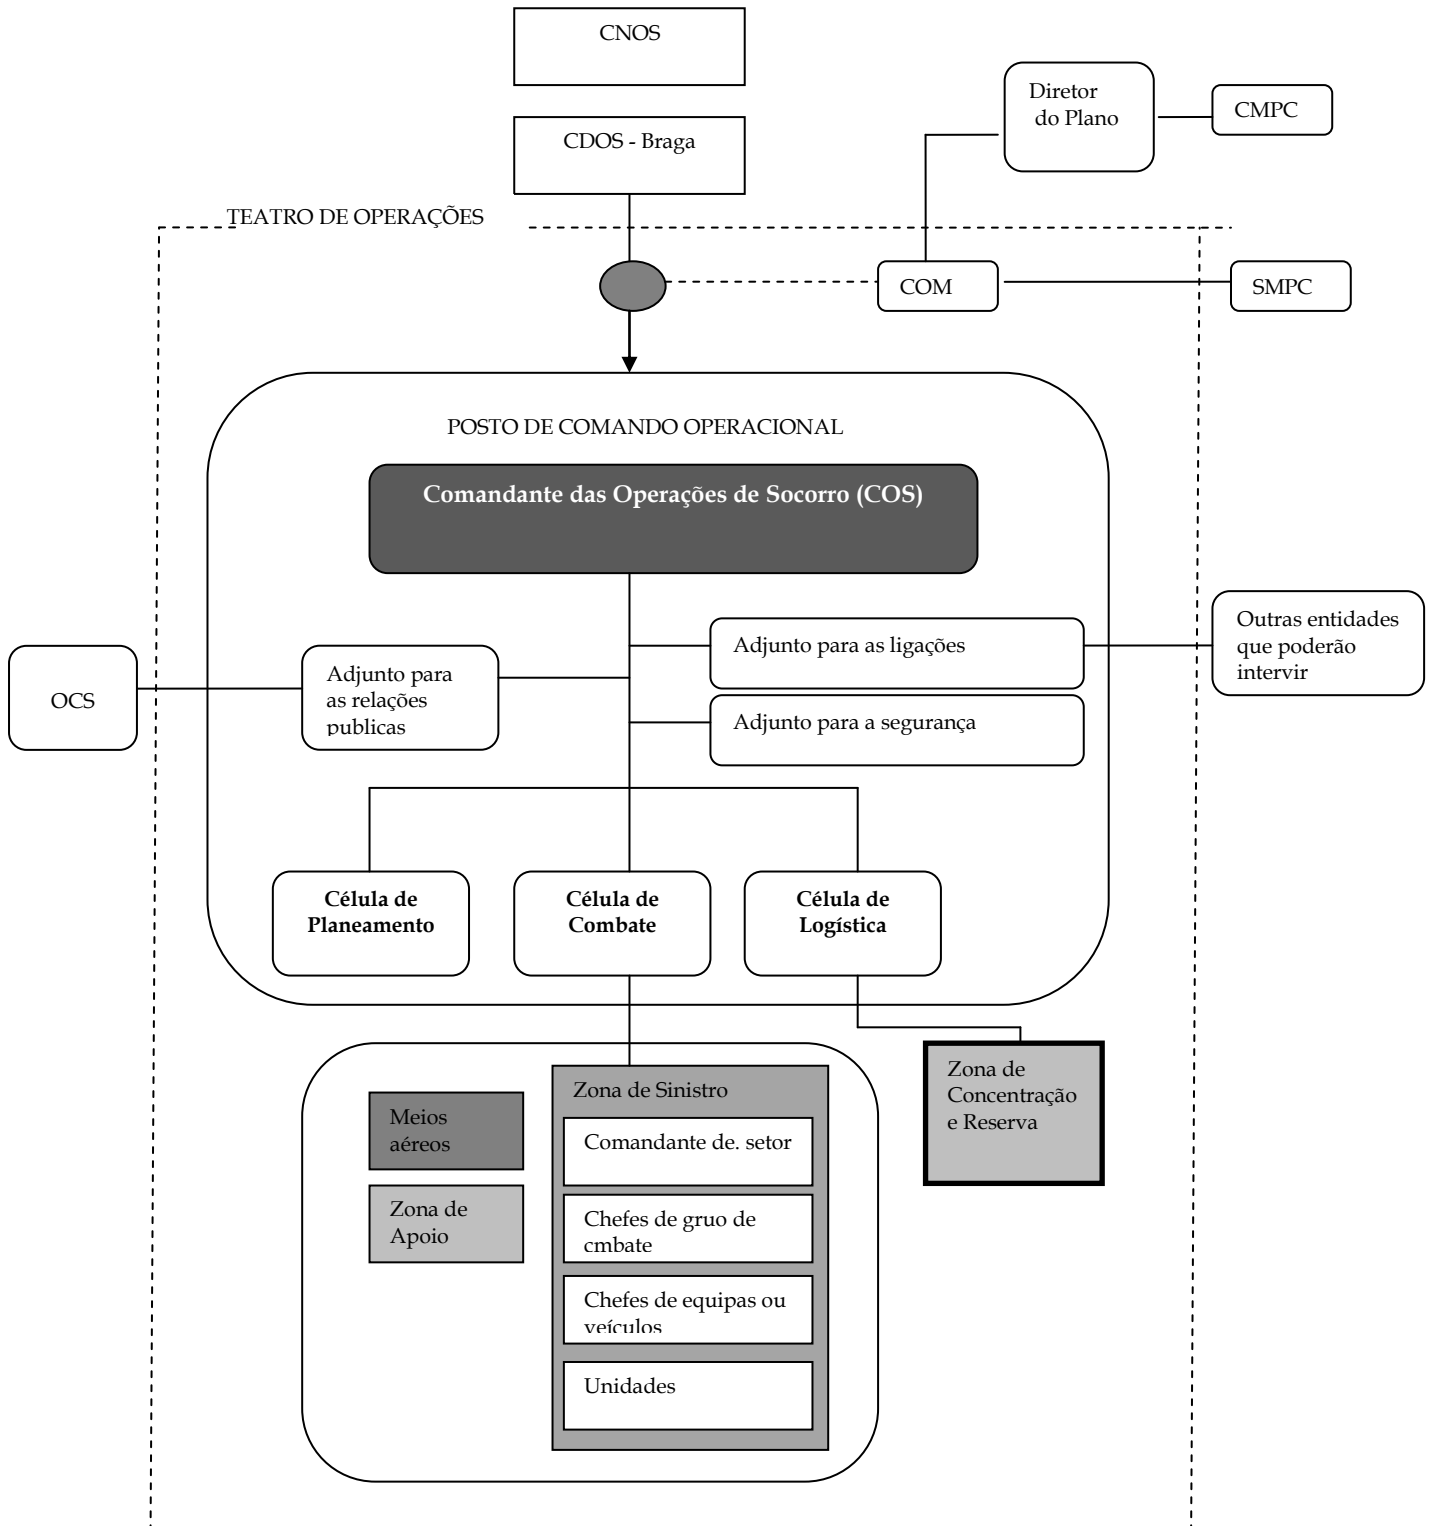 CNOS
Diretor
do Plano
CMPC
CDOS - Braga
TEATRO DE OPERAÇÕES
COM
SMPC
POSTO DE COMANDO OPERACIONAL
Comandante das Operações de Socorro (COS)
Adjunto para as ligações
Outras entidades
que poderão
intervir
OCS
Adjunto para
as relações
publicas
Adjunto para a segurança
Célula de
Planeamento
Célula de
Combate
Célula de
Logística
Zona de Sinistro
Zona de
Concentração
e Reserva
Meios
aéreos
Comandante de. setor
Zona de
Apoio
Chefes de gruo de
cmbate
Chefes de equipas ou
veículos
Unidades